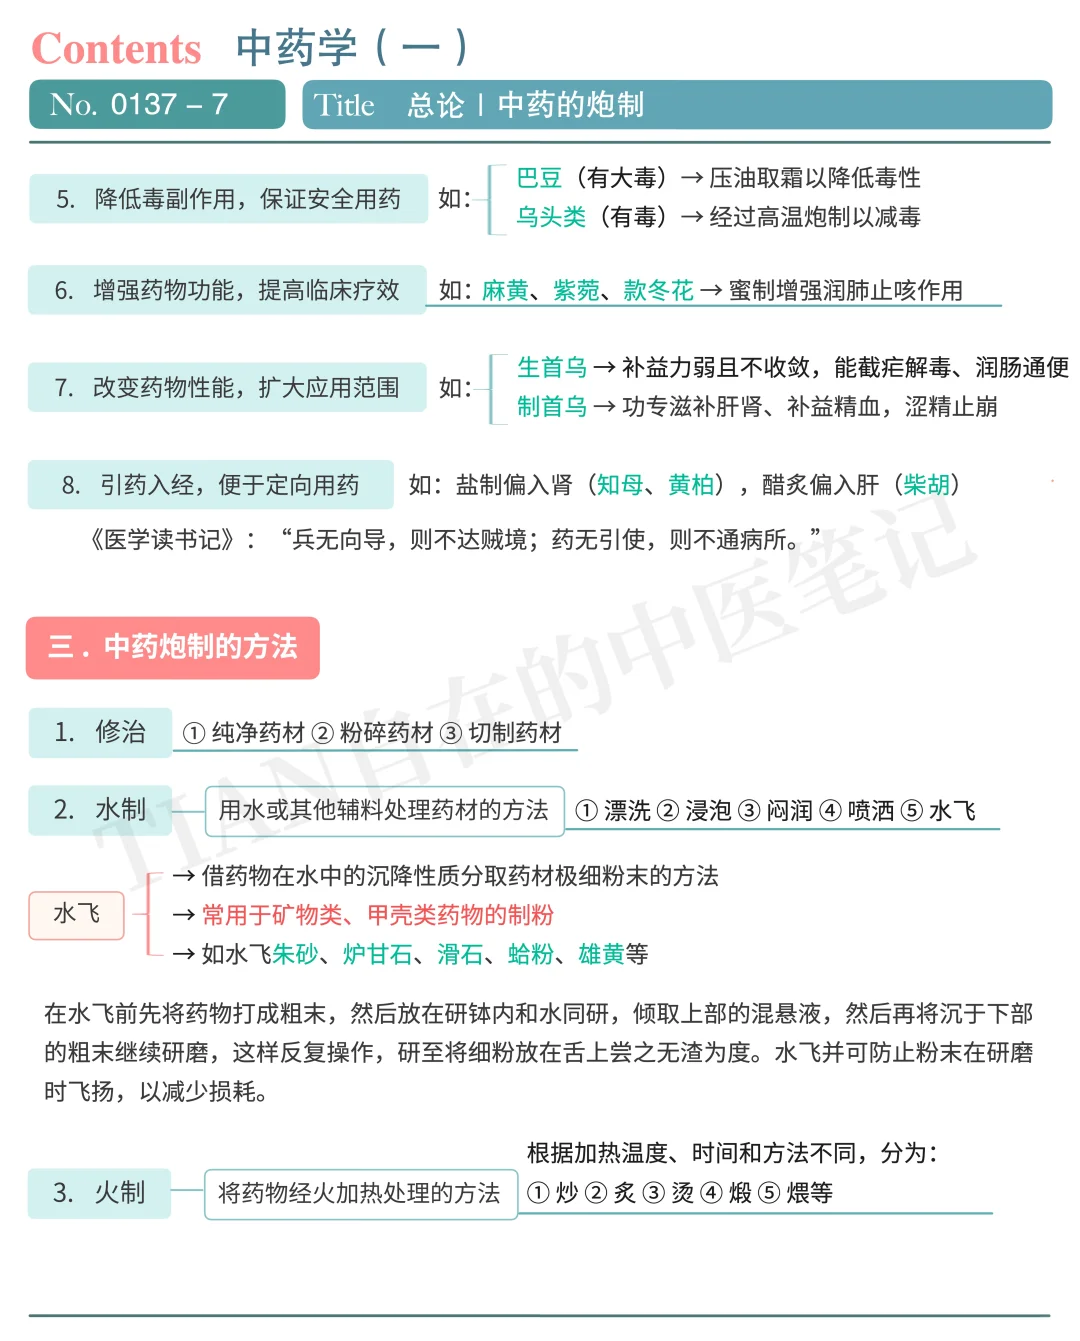 Contents 中药学（一）
No. 0137 – 7 Title 总论 | 中药的炮制
5. 降低毒副作用，保证安全用药 如：
巴豆（有大毒）→ 压油取霜以降低毒性
乌头类（有毒）→ 经过高温炮制以减毒
6. 增强药物功能，提高临床疗效 如：麻黄、紫菀、款冬花 → 蜜制增强润肺止咳作用
7. 改变药物性能，扩大应用范围 如：
生首乌 → 补益力弱且不收敛，能截疟解毒、润肠通便
制首乌 → 功专滋补肝肾、补益精血，涩精止崩
8. 引药入经，便于定向用药 如：盐制偏入肾（知母、黄柏），醋炙偏入肝（柴胡）
《医学读书记》：“兵无向导，则不达贼境；药无引使，则不通病所。”
三．中药炮制的方法
1. 修治 ① 纯净药材 ② 粉碎药材 ③ 切制药材
2. 水制 用水或其他辅料处理药材的方法 ① 漂洗 ② 浸泡 ③ 闷润 ④ 喷洒 ⑤ 水飞
水飞
→ 借药物在水中的沉降性质分取药材极细粉末的方法
→ 常用于矿物类、甲壳类药物的制粉
→ 如水飞朱砂、炉甘石、滑石、蛤粉、雄黄等
在水飞前先将药物打成粗末，然后放在研钵内和水同研，倾取上部的混悬液，然后再将沉于下部
的粗末继续研磨，这样反复操作，研至将细粉放在舌上尝之无渣为度。水飞并可防止粉末在研磨
时飞扬，以减少损耗。
根据加热温度、时间和方法不同，分为：
3. 火制 将药物经火加热处理的方法 ① 炒 ② 炙 ③ 烫 ④ 煅 ⑤ 煨等
TIAN自在的中医笔记